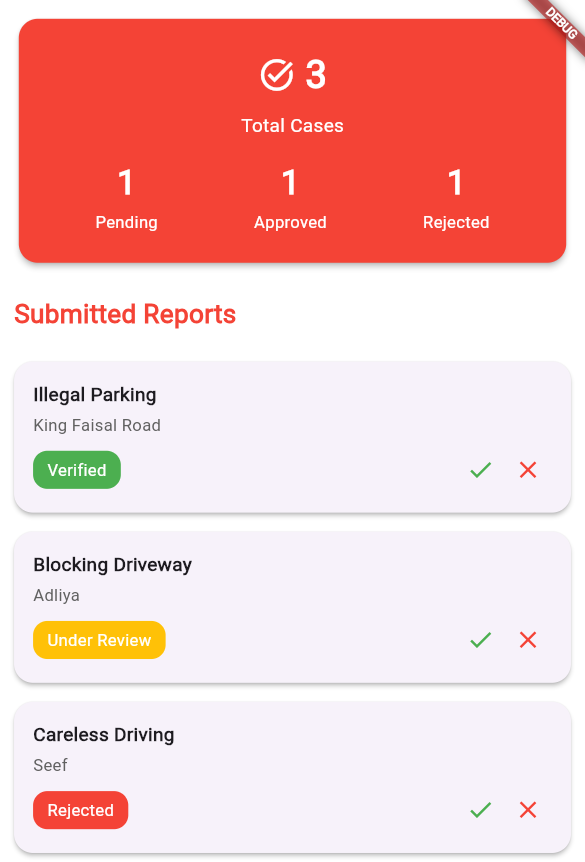 DEBUG
3
Total Cases
1 1 1
Pending Approved Rejected
Submitted Reports
Illegal Parking
King Faisal Road
Verified
Blocking Driveway
Adliya
Under Review
Careless Driving
Seef
Rejected